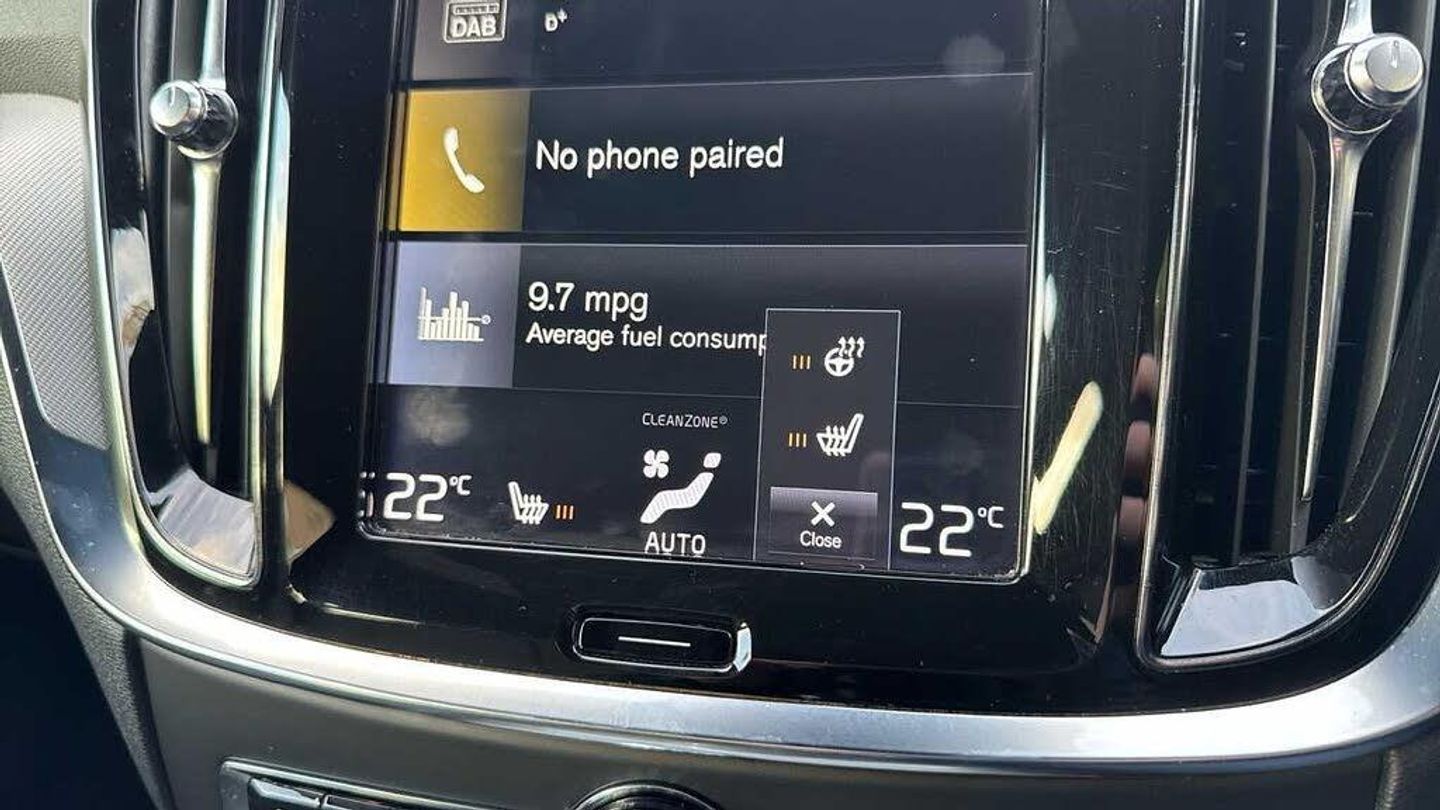 DAB
D+
No phone paired
9.7 mpg
Average fuel consump
CLEANZONE®
22°C
AUTO
Close
22°C